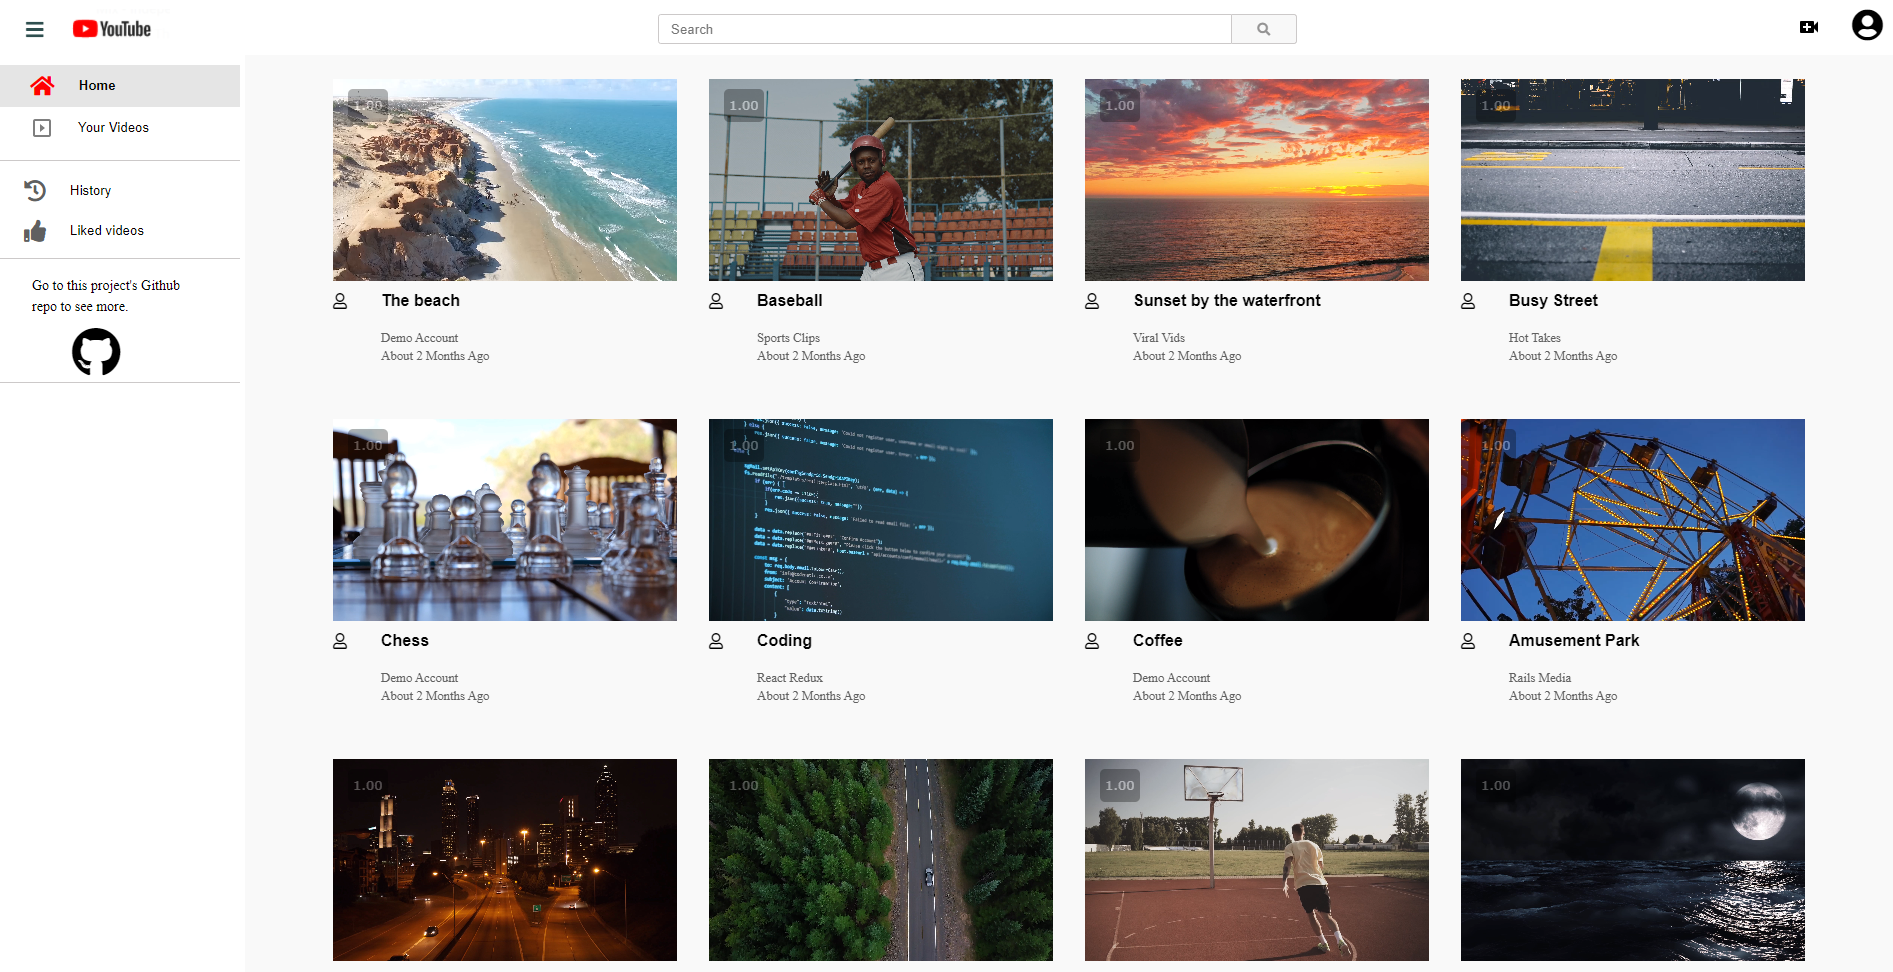 YouTube
Search
Home
Your Videos
History
Liked videos
Go to this project's Github
repo to see more.
1.00
1.00
1.00
1.00
The beach
Baseball
Sunset by the waterfront
Busy Street
Demo Account
Sports Clips
Viral Vids
Hot Takes
About 2 Months Ago
About 2 Months Ago
About 2 Months Ago
About 2 Months Ago
1.00
1.00
1.00
1.00
Chess
Coding
Coffee
Amusement Park
Demo Account
React Redux
Demo Account
Rails Media
About 2 Months Ago
About 2 Months Ago
About 2 Months Ago
About 2 Months Ago
1.00
1.00
1.00
1.00